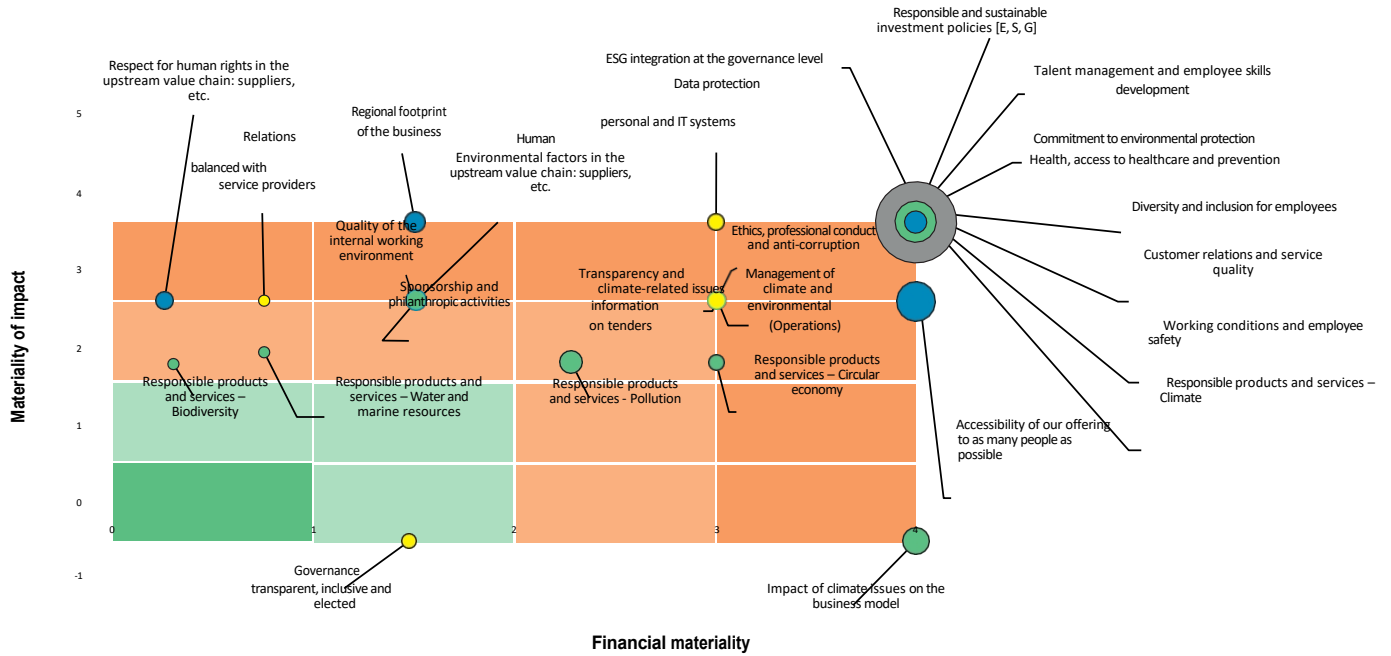 Responsible and sustainable
investment policies [E, S, G]
ESG integration at the governance level
Data protection
personal and IT systems
Talent management and employee skills
development
Respect for human rights in the
upstream value chain: suppliers,
etc.
Regional footprint
of the business
Relations
balanced with
service providers
Human
Environmental factors in the
upstream value chain: suppliers,
etc.
Commitment to environmental protection
Health, access to healthcare and prevention
Diversity and inclusion for employees
Customer relations and service
quality
Working conditions and employee
safety
Responsible products and services –
Climate
Accessibility of our offering
to as many people as
possible
Quality of the
internal working
environment
Sponsorship and
philanthropic activities
Ethics, professional conduct
and anti-corruption
Transparency and
climate-related issues
information
on tenders
Management of
climate and
environmental
(Operations)
Responsible products
and services –
Biodiversity
Responsible products and
services – Water and
marine resources
Responsible products
and services - Pollution
Responsible products
and services – Circular
economy
5
4
3
2
1
0
-1
0
1
2
3
4
Materiality of impact
Governance
transparent, inclusive and
elected
Impact of climate issues on the
business model
Financial materiality